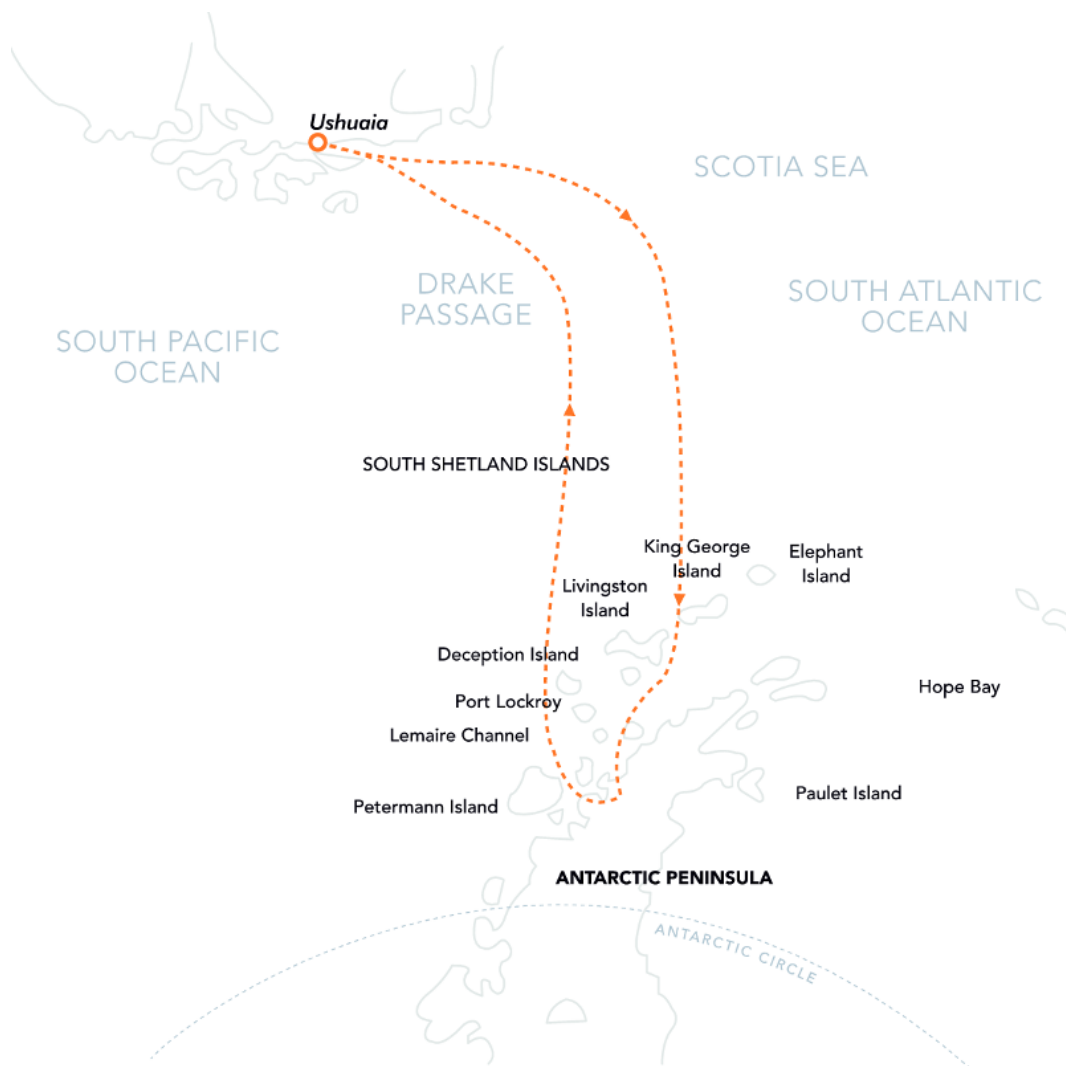 Ushuaia
SCOTIA SEA
DRAKE
PASSAGE
SOUTH ATLANTIC
OCEAN
SOUTH PACIFIC
OCEAN
SOUTH SHETLAND ISLANDS
King George
Island
Elephant
Island
Livingston
Island
Deception Island
Hope Bay
Port Lockroy
Lemaire Channel
Paulet Island
Petermann Island
ANTARCTIC PENINSULA
ANTARCTIC CIRCLE